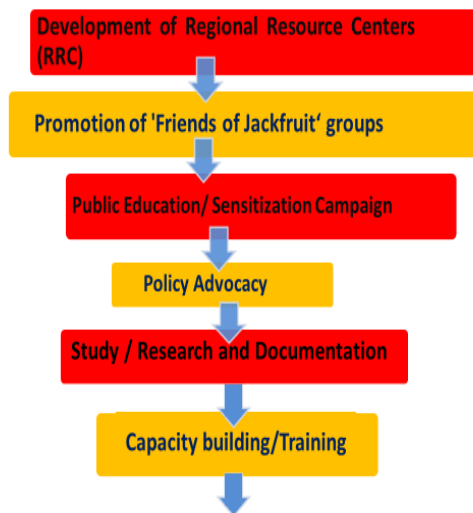 Development of Regional Resource Centers
(RRC)
Promotion of 'Friends of Jackfruit‘ groups
Public Education/ Sensitization Campaign
Policy Advocacy
Study / Research and Documentation
Capacity building/Training